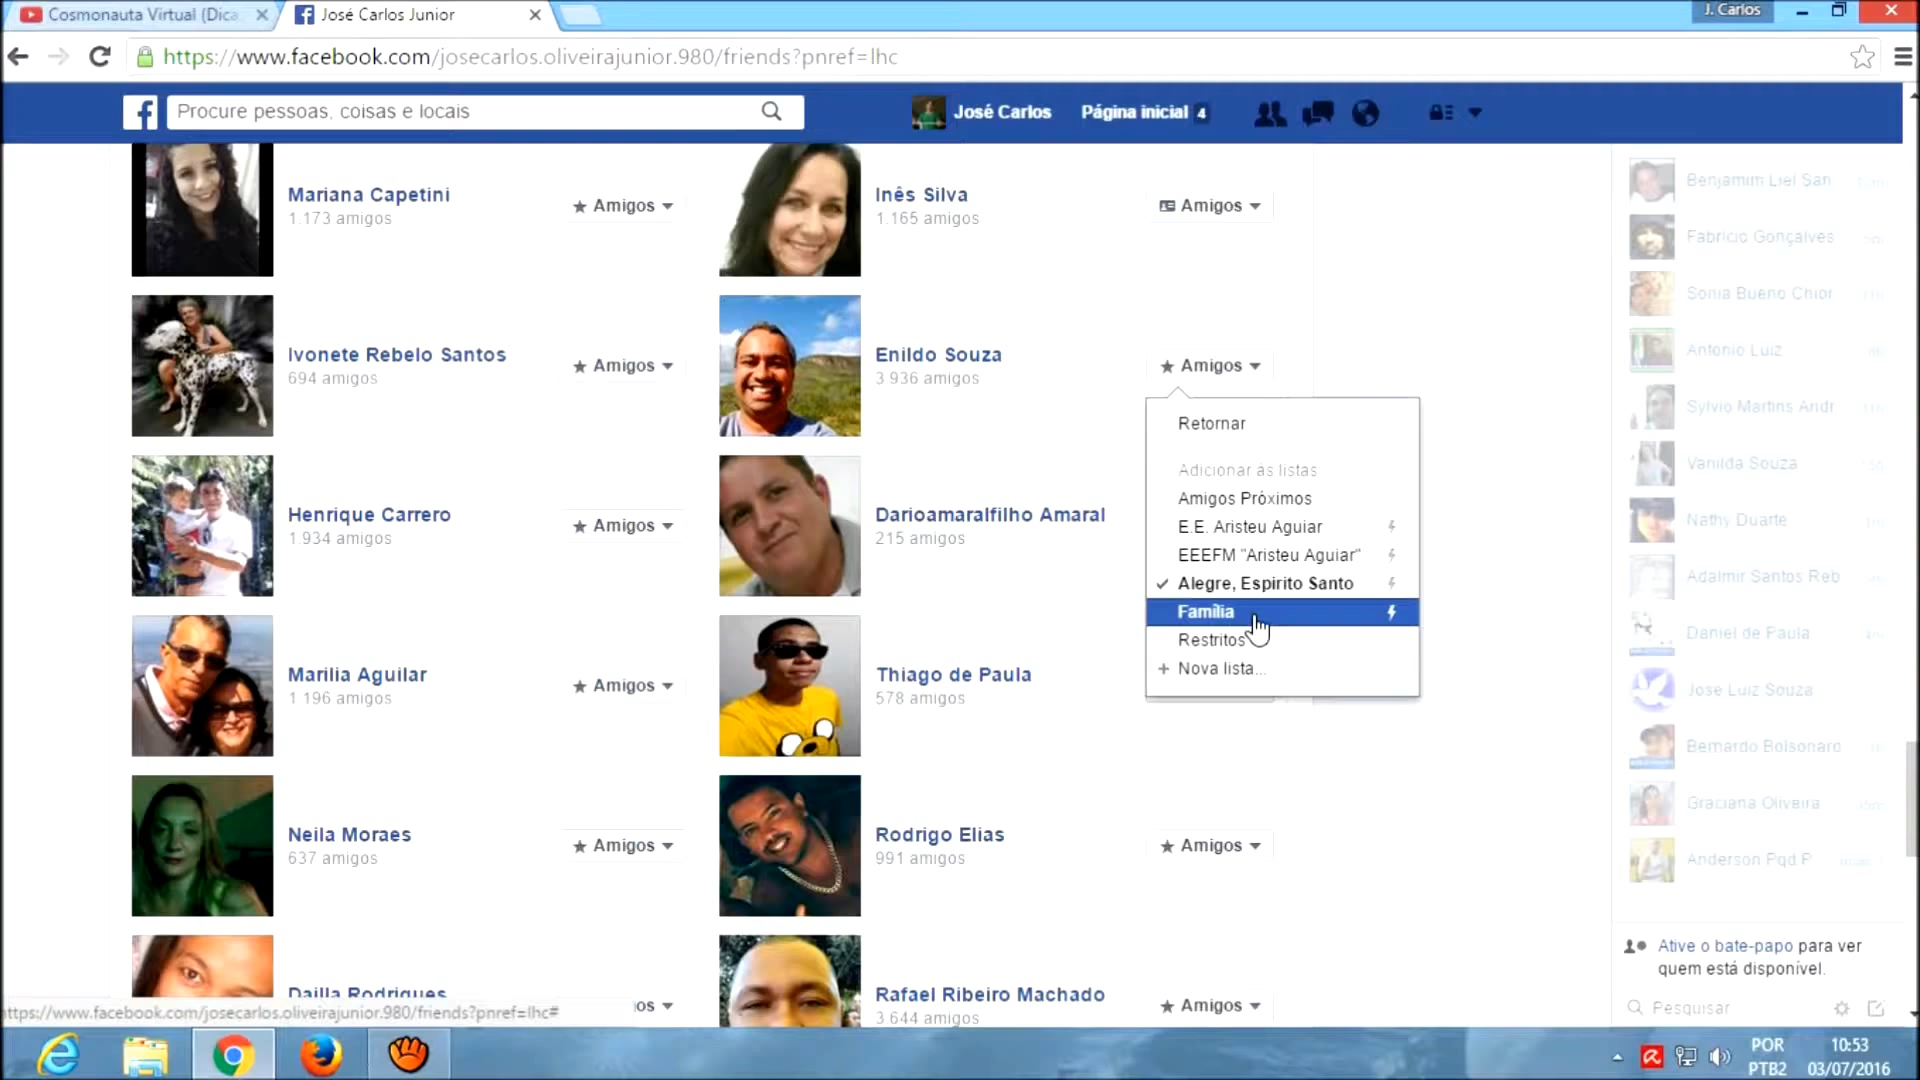 Cosmonauta Virtual (Dica
José Carlos Junior
J. Carlos
https://www.facebook.com/josecarlos.oliveirajunior.980/friends?pnref=lhc
Procure pessoas, coisas e locais
José Carlos
Página inicial 4
Mariana Capetini
1.173 amigos
Amigos
Inês Silva
1.165 amigos
Amigos
Ivonete Rebelo Santos
694 amigos
Amigos
Enildo Souza
3 936 amigos
Amigos
Henrique Carrero
1.934 amigos
Amigos
Darioamaralfilho Amaral
215 amigos
Marilia Aguilar
1 196 amigos
Amigos
Thiago de Paula
578 amigos
Neila Moraes
637 amigos
Amigos
Rodrigo Elias
991 amigos
Amigos
Dailla Rodrigues
os
Rafael Ribeiro Machado
3 644 amigos
Amigos
Retornar
Adicionar às listas
Amigos Próximos
E.E. Aristeu Aguiar
EEEFM "Aristeu Aguiar"
Alegre, Espirito Santo
Família
Restritos
+ Nova lista...
Benjamim Liel San
Fabrício Gonçalves
Sonia Bueno Chior
Antonio Luiz
Sylvio Martins Andr
Vanilda Souza
Nathy Duarte
Adalmir Santos Reb
Daniel de Paula
José Luiz Souza
Bernardo Bolsonaro
Graciana Oliveira
Anderson Pqd P
Ative o bate-papo para ver
quem está disponível.
Pesquisar
https://www.facebook.com/josecarlos.oliveirajunior.980/friends?pnref=lhc#
POR
PTB2
10:53
03/07/2016